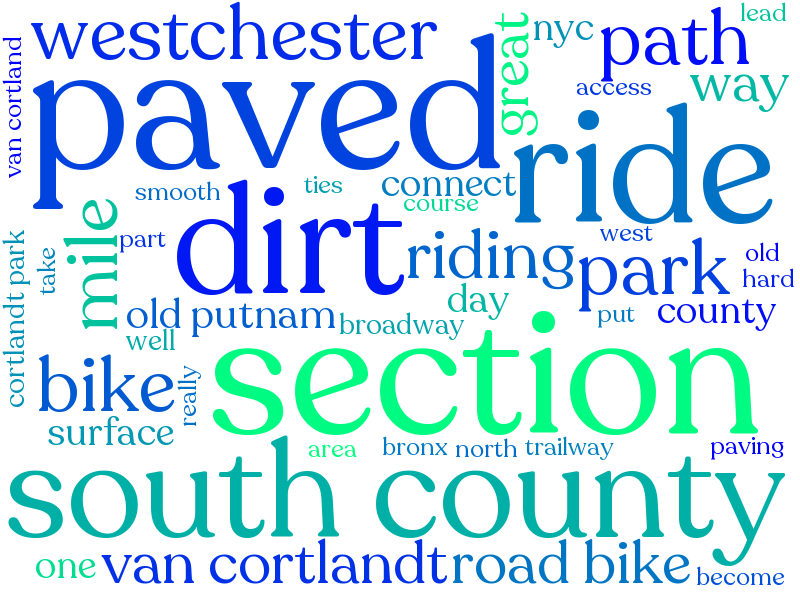 westchester
nyc
path
lead
great
access
way
van cortland
paved
ride
smooth
ties
connect
course
dirt
mile
part
riding
west
park
old
hard
cortlandt park
take
old putnam
day
broadway
put
county
well
bike
really
section
surface
area
bronx
north
trailway
paving
south county
one
van cortlandt
road bike
become